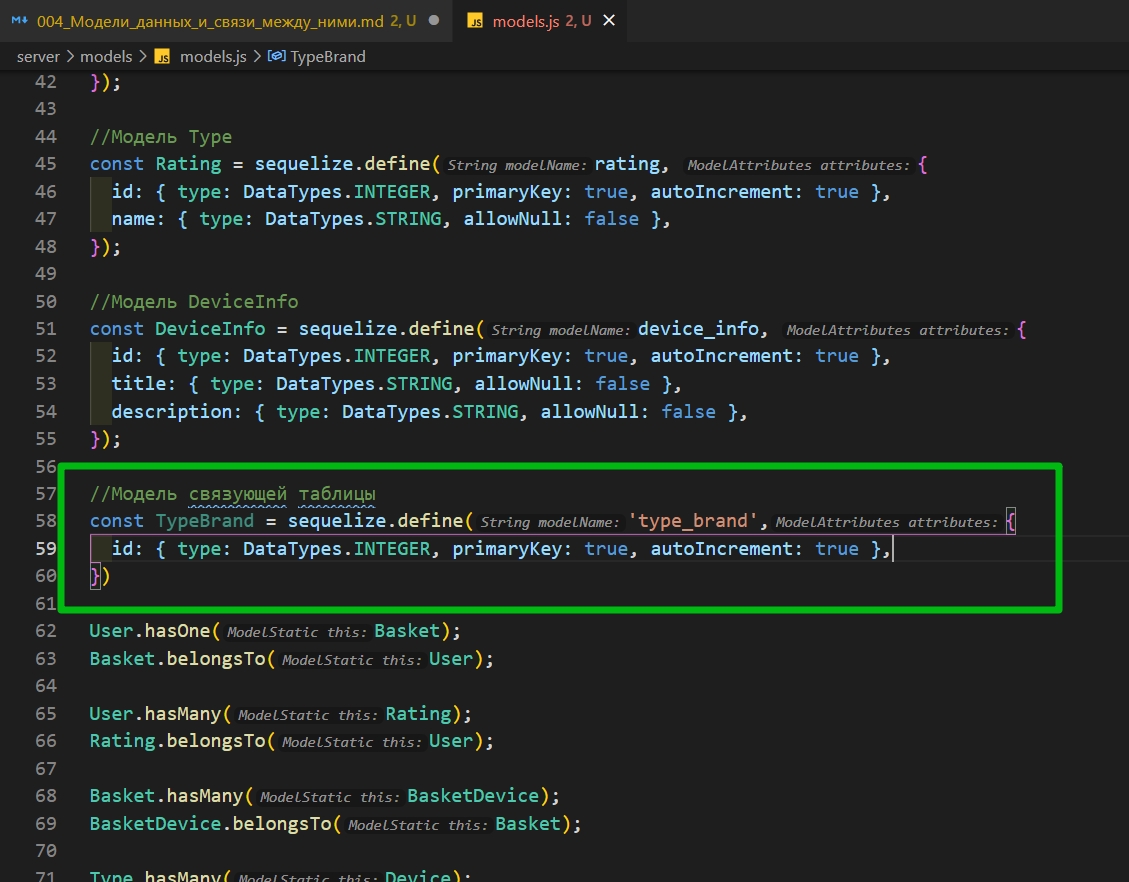 004_Модели_данных_и_связи_между_ними.md 2, U ● JS models.js 2, U ×
server > models > JS models.js > TypeBrand
42 });
43
44 //Модель Type
45 const Rating = sequelize.define( String modelName: rating, ModelAttributes attributes: {
46 id: { type: DataTypes.INTEGER, primaryKey: true, autoIncrement: true },
47 name: { type: DataTypes.STRING, allowNull: false },
48 });
49
50 //Модель DeviceInfo
51 const DeviceInfo = sequelize.define( String modelName: device_info, ModelAttributes attributes: {
52 id: { type: DataTypes.INTEGER, primaryKey: true, autoIncrement: true },
53 title: { type: DataTypes.STRING, allowNull: false },
54 description: { type: DataTypes.STRING, allowNull: false },
55 });
56
57 //Модель связующей таблицы
58 const TypeBrand = sequelize.define( String modelName: 'type_brand', ModelAttributes attributes: {
59 id: { type: DataTypes.INTEGER, primaryKey: true, autoIncrement: true },
60 })
61
62 User.hasOne( ModelStatic this: Basket);
63 Basket.belongsTo( ModelStatic this: User);
64
65 User.hasMany( ModelStatic this: Rating);
66 Rating.belongsTo( ModelStatic this: User);
67
68 Basket.hasMany( ModelStatic this: BasketDevice);
69 BasketDevice.belongsTo( ModelStatic this: Basket);
70
71 Type.hasMany( ModelStatic this: Device);